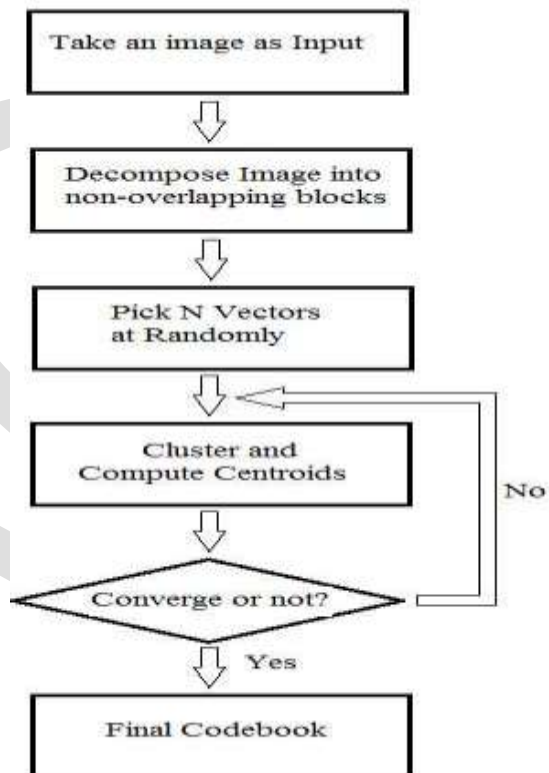 Take an image as Input
Decompose Image into
non-overlapping blocks
Pick N Vectors
at Randomly
Cluster and
Compute Centroids
No
Converge or not?
Yes
Final Codebook